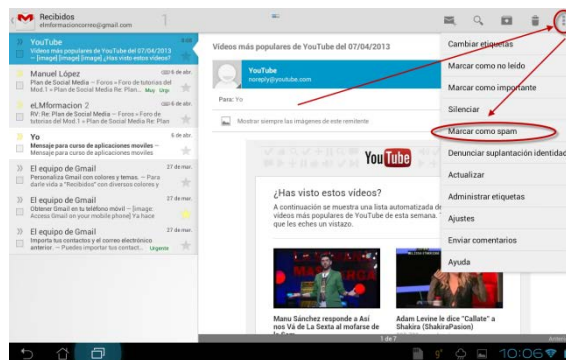 Recibidos
elmformacioncorreo@gmail.com
1
YouTube
Vídeos más populares de YouTube del 07/04/2013
– [image] [image] [image] ¿Has visto estos vídeos?
Manuel López
6 de abr.
Plan de Social Media – Foros » Foro de tutorías del
Mod.1 » Plan de Social Media Re: Plan... Muy Urg
eLMformacion 2
6 de abr.
RV: Re: Plan de Social Media – Foros » Foro de
tutorías del Mod.1 » Plan de Social Media Re: Plan
Yo
5 de abr.
Mensaje para curso de aplicaciones moviles –
Mensaje para curso de aplicaciones moviles
El equipo de Gmail
27 de mar.
Personaliza Gmail con colores y temas. – Para
darle vida a "Recibidos" con diversos colores y
El equipo de Gmail
27 de mar.
Obtener Gmail en tu teléfono móvil – [image:
Access Gmail on your mobile phone] Ya hace
El equipo de Gmail
27 de mar.
Importa tus contactos y el correo electrónico
anterior. – Puedes importar tus contact... Urgente
Vídeos más populares de YouTube del 07/04/2013
YouTube
noreply@youtube.com
Para: Yo
Mostrar siempre las imágenes de este remitente
YouTube
¿Has visto estos vídeos?
A continuación se muestra una lista automatizada de
vídeos más populares de YouTube de esta semana.
que les eches un vistazo.
Manu Sánchez responde a Así
nos Vá de La Sexta al mofarse de
Adam Levine le dice "Callate" a
Shakira (ShakiraPasion)
Cambiar etiquetas
Marcar como no leído
Marcar como importante
Silenciar
Marcar como spam
Denunciar suplantación identidad
Actualizar
Administrar etiquetas
Ajustes
Enviar comentarios
Ayuda
1 de 7
10:06